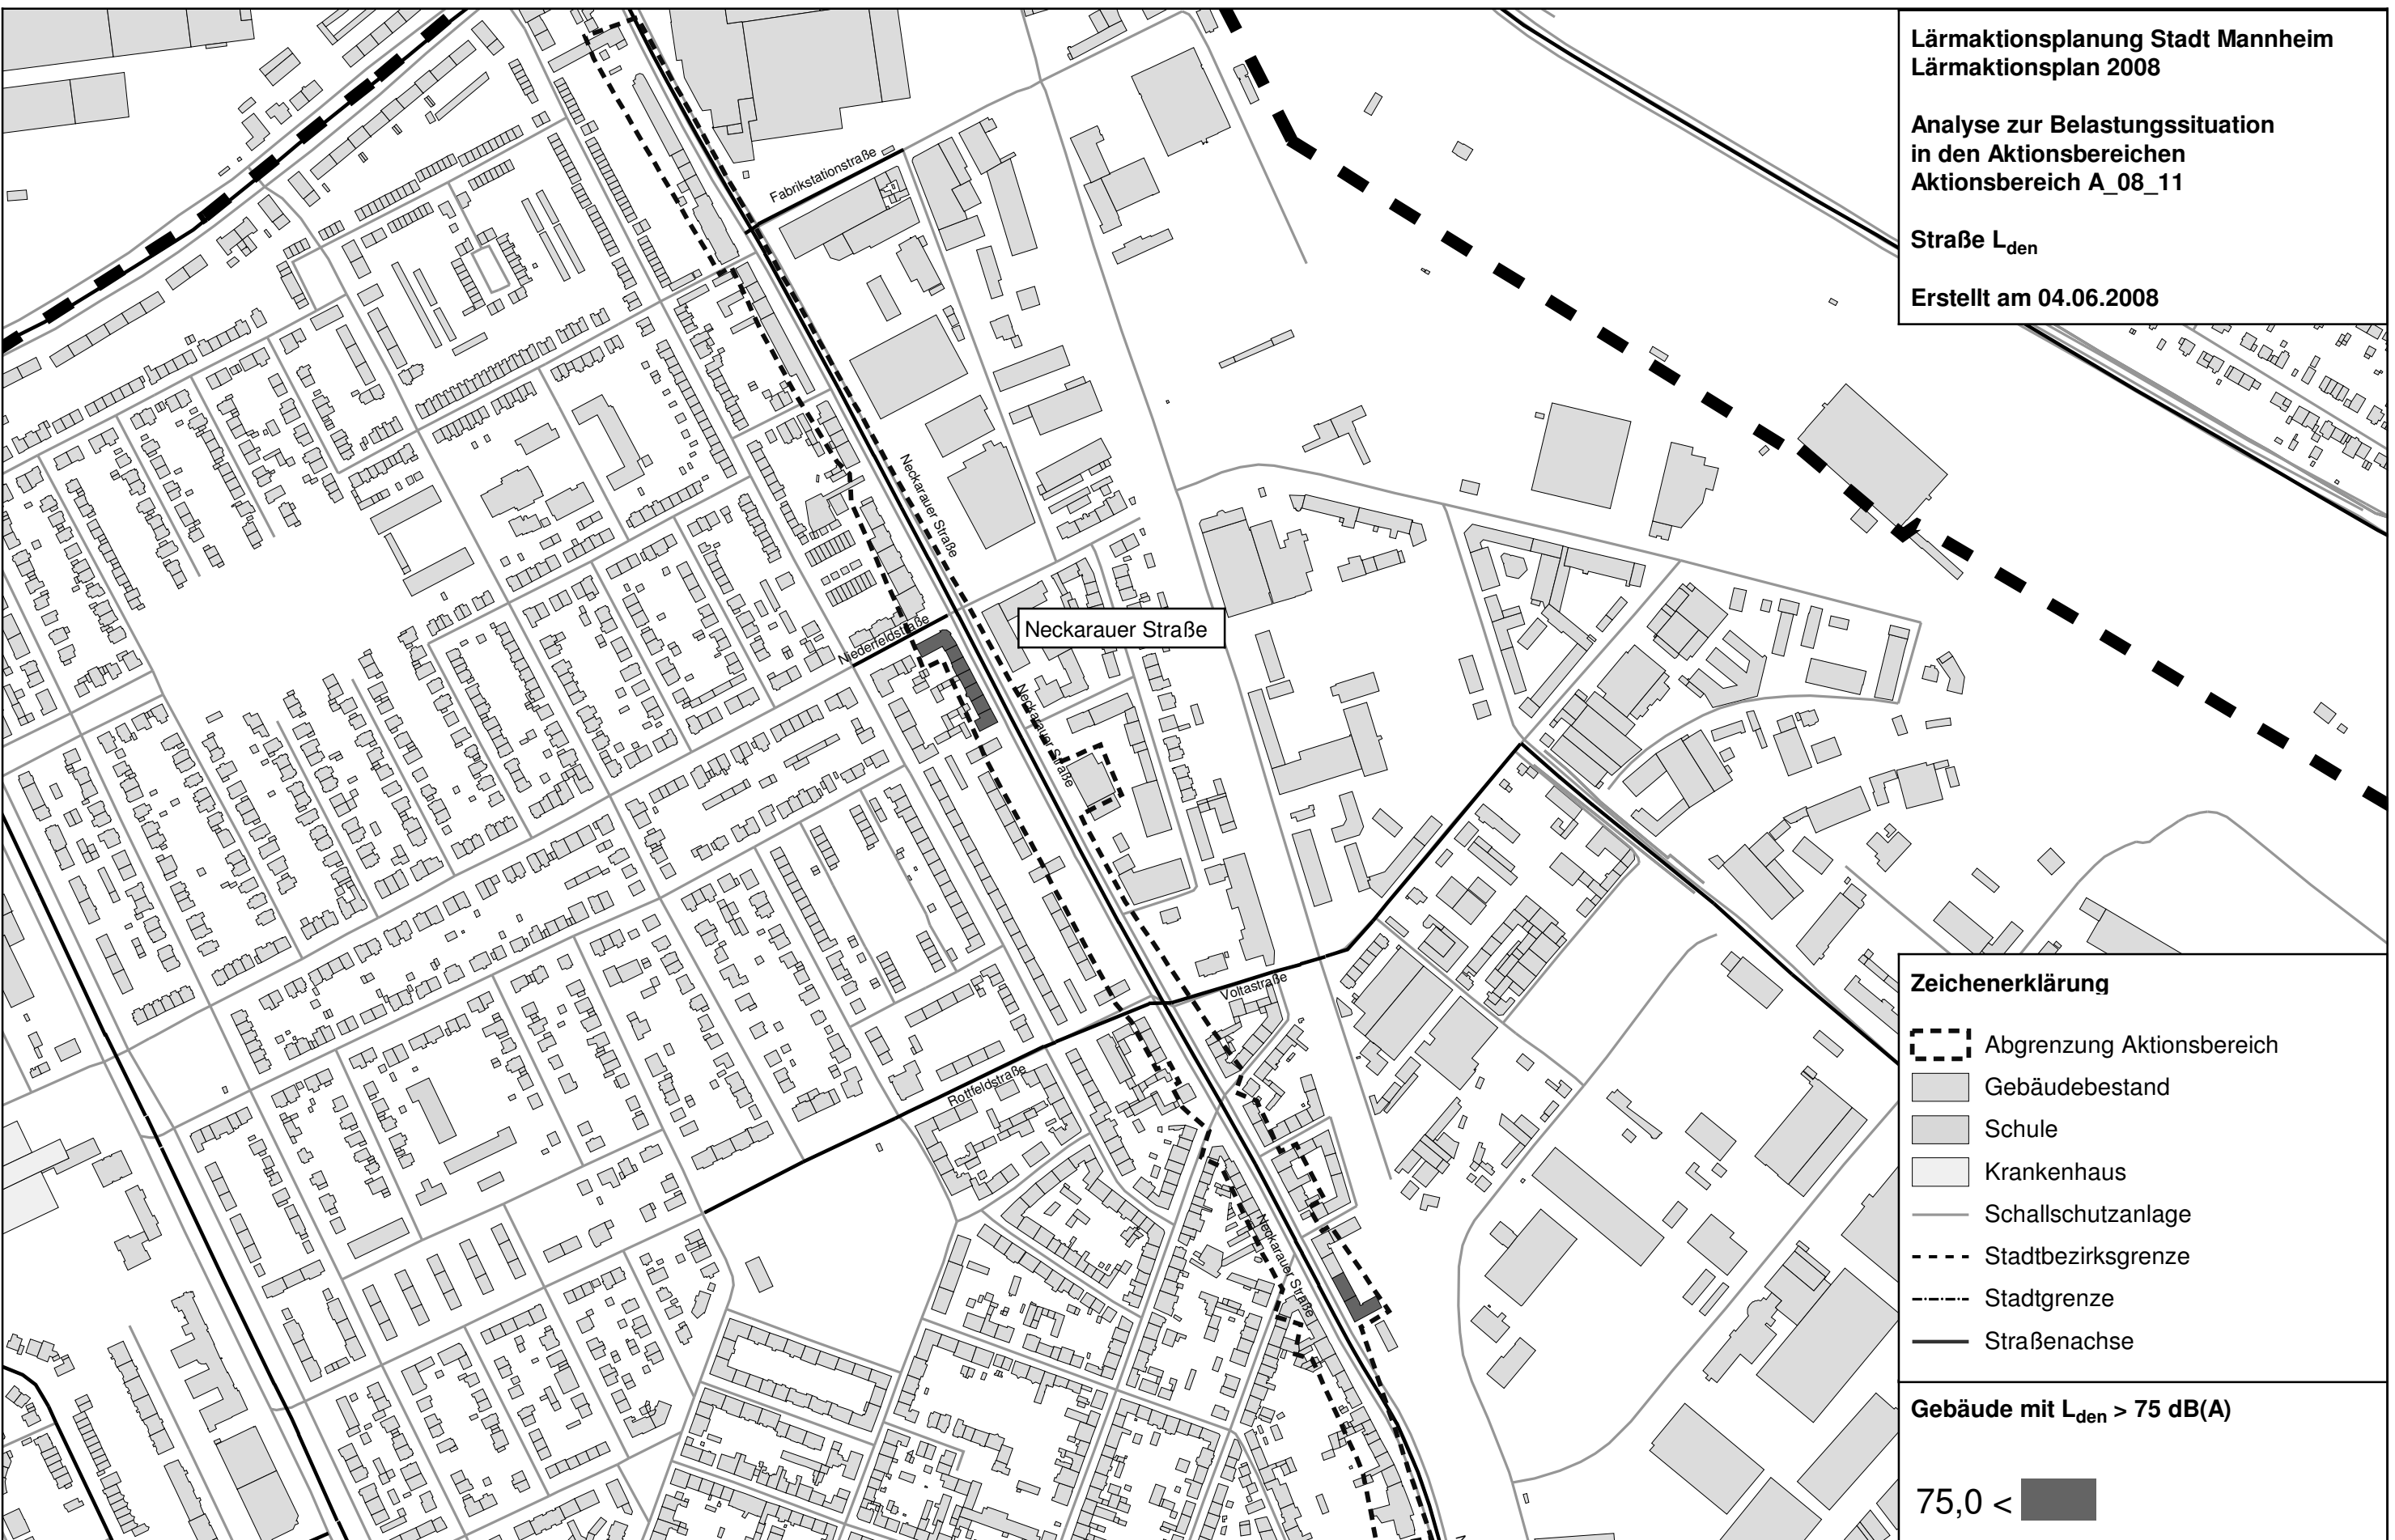 Lärmaktionsplanung Stadt Mannheim
Lärmaktionsplan 2008
Analyse zur Belastungssituation
in den Aktionsbereichen
Aktionsbereich A_08_11
Straße Lden
Erstellt am 04.06.2008
Fabrikstationstraße
Neckarauer Straße
Niederfeldstraße
Neckarauer Straße
Neckarauer Straße
Voltastraße
Rottfeldstraße
Neckarauer Straße
Zeichenerklärung
Abgrenzung Aktionsbereich
Gebäudebestand
Schule
Krankenhaus
Schallschutzanlage
Stadtbezirksgrenze
Stadtgrenze
Straßenachse
Gebäude mit Lden > 75 dB(A)
75,0 <